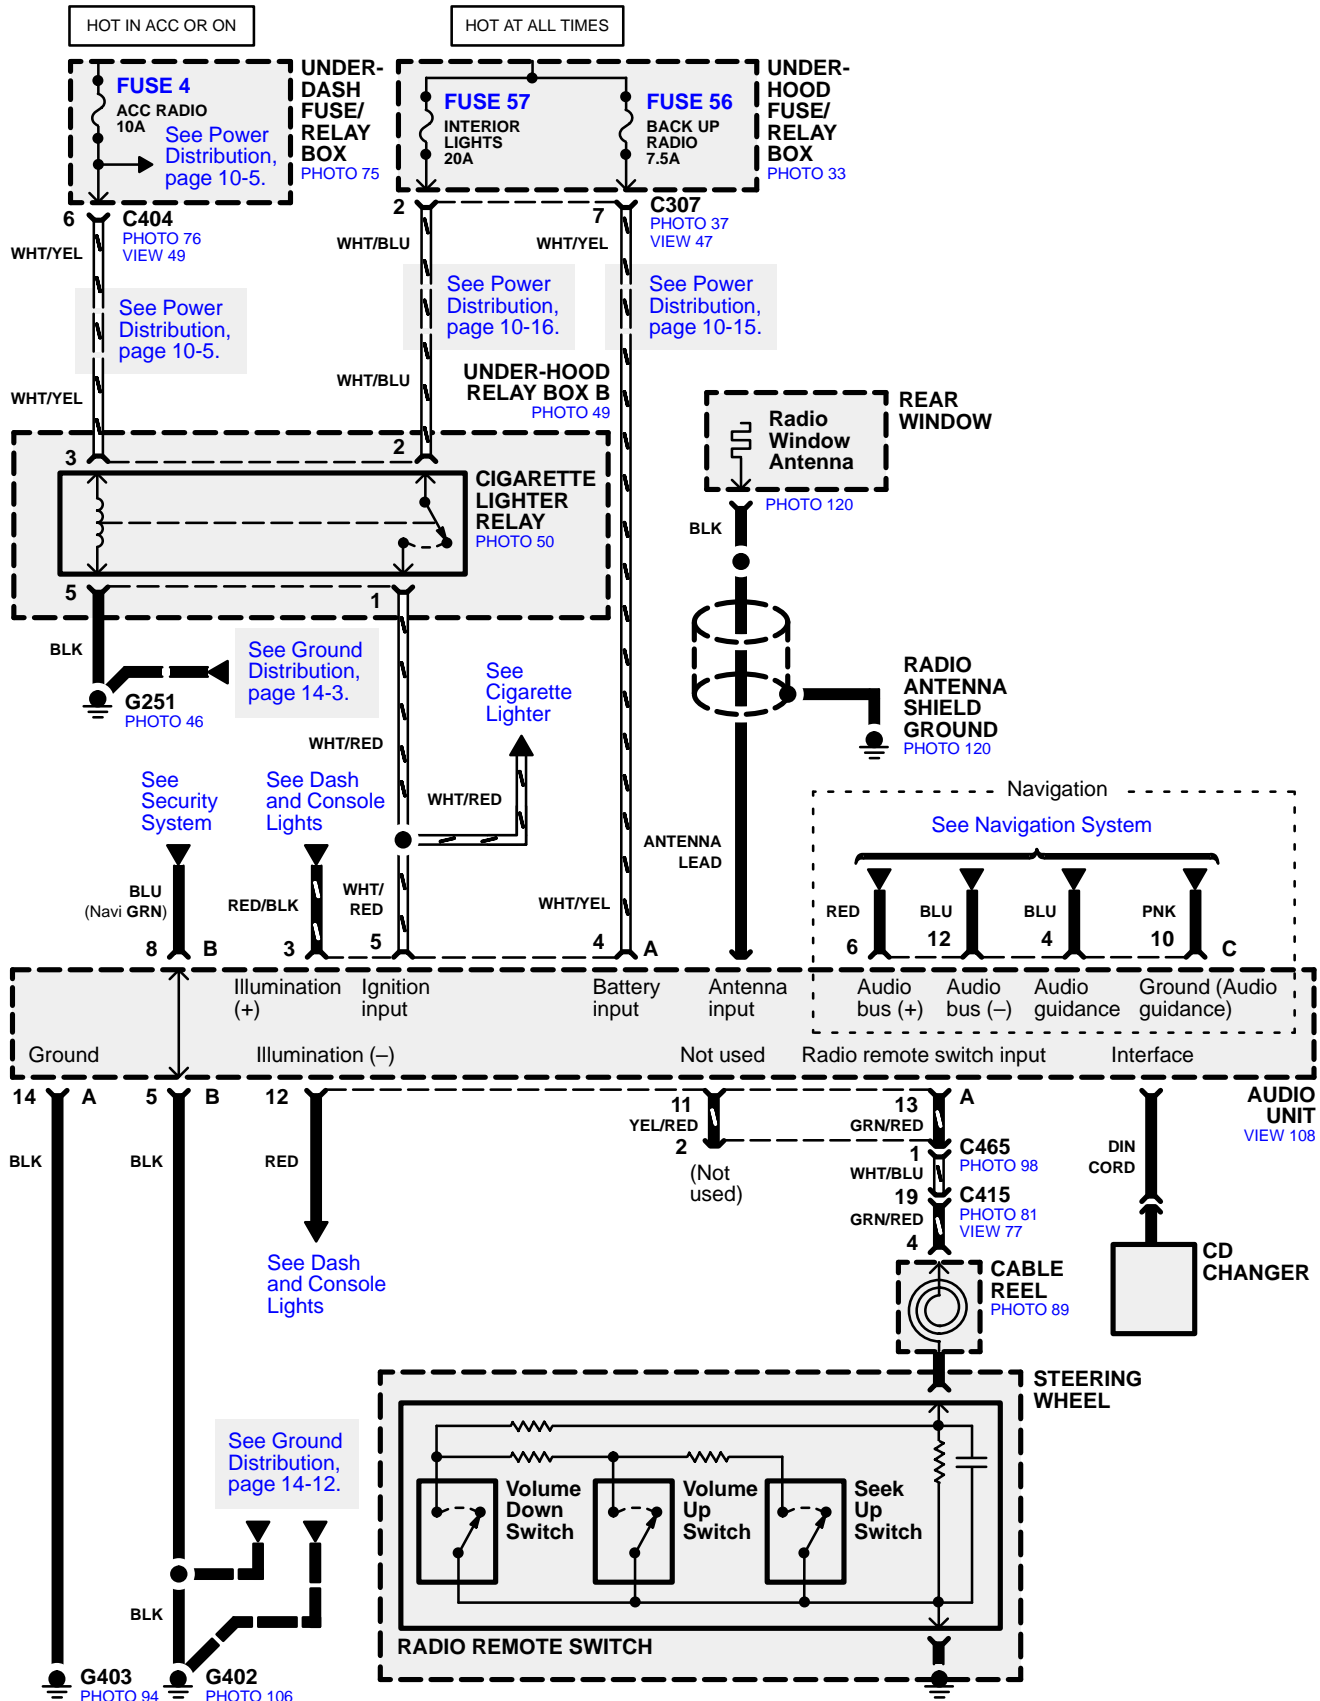 HOT IN ACC OR ON
HOT AT ALL TIMES
FUSE 4
ACC RADIO
10A
See Power
Distribution,
page 10-5.
UNDER-
DASH
FUSE/
RELAY
BOX
PHOTO 75
FUSE 57
INTERIOR
LIGHTS
20A
FUSE 56
BACK UP
RADIO
7.5A
UNDER-
HOOD
FUSE/
RELAY
BOX
PHOTO 33
6
C404
PHOTO 76
VIEW 49
WHT/YEL
2
WHT/BLU
7
WHT/YEL
C307
PHOTO 37
VIEW 47
See Power
Distribution,
page 10-5.
See Power
Distribution,
page 10-16.
See Power
Distribution,
page 10-15.
WHT/YEL
WHT/BLU
UNDER-HOOD
RELAY BOX B
PHOTO 49
REAR
WINDOW
Radio
Window
Antenna
PHOTO 120
3
2
CIGARETTE
LIGHTER
RELAY
PHOTO 50
BLK
5
1
BLK
See Ground
Distribution,
page 14-3.
G251
PHOTO 46
See
Cigarette
Lighter
RADIO
ANTENNA
SHIELD
GROUND
PHOTO 120
WHT/RED
See
Security
System
See Dash
and Console
Lights
WHT/RED
Navigation
See Navigation System
ANTENNA
LEAD
BLU
(Navi GRN)
RED/BLK
WHT/
RED
WHT/YEL
RED
BLU
BLU
PNK
8
B
3
5
4
A
6
12
4
10
C
Illumination
(+)
Ignition
input
Battery
input
Antenna
input
Audio
bus (+)
Audio
bus (–)
Audio
guidance
Ground (Audio
guidance)
Ground
Illumination (–)
Not used
Radio remote switch input
Interface
14
A
5
B
12
11
13
A
AUDIO
UNIT
VIEW 108
YEL/RED
GRN/RED
2
1
C465
PHOTO 98
BLK
BLK
RED
(Not
used)
WHT/BLU
DIN
CORD
19
C415
PHOTO 81
VIEW 77
GRN/RED
4
See Dash
and Console
Lights
CABLE
REEL
PHOTO 89
CD
CHANGER
STEERING
WHEEL
See Ground
Distribution,
page 14-12.
Volume
Down
Switch
Volume
Up
Switch
Seek
Up
Switch
BLK
RADIO REMOTE SWITCH
G403
PHOTO 94
G402
PHOTO 106